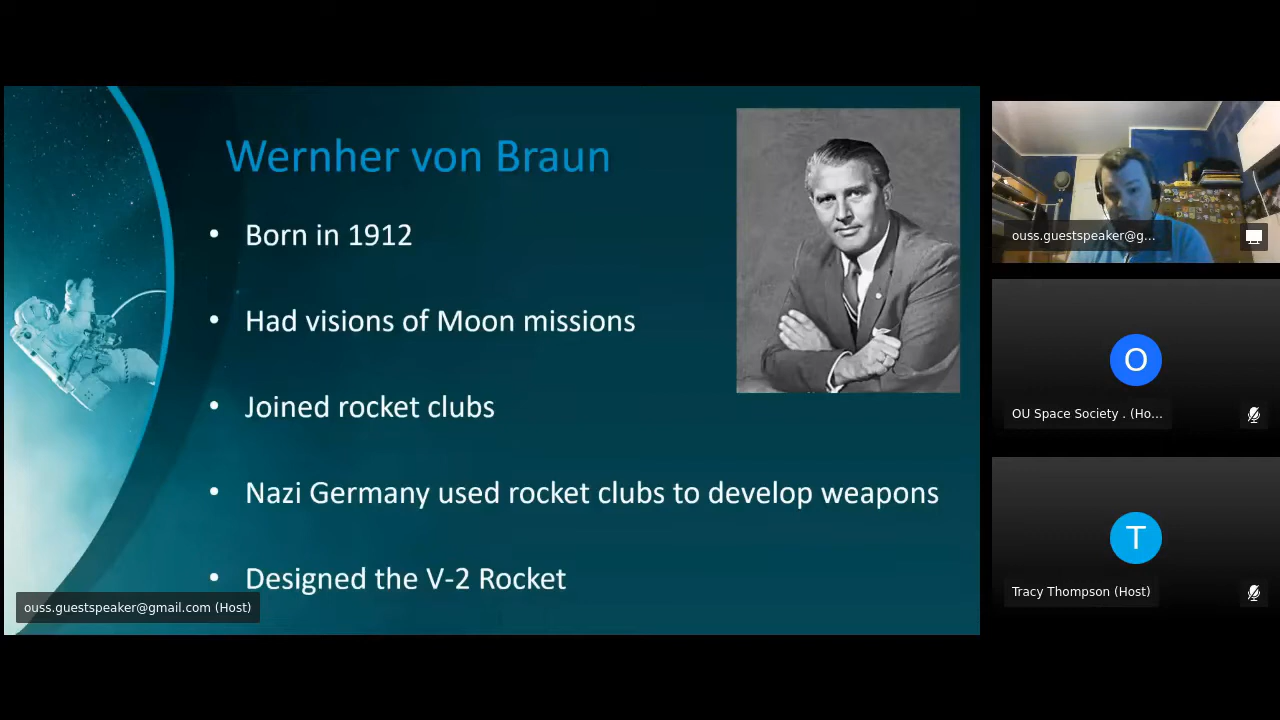 Wernher von Braun
• Born in 1912
• Had visions of Moon missions
• Joined rocket clubs
• Nazi Germany used rocket clubs to develop weapons
• Designed the V-2 Rocket
ouss.guestspeaker@gmail.com (Host)
ouss.guestspeaker@g...
O
OU Space Society . (Ho...
T
Tracy Thompson (Host)